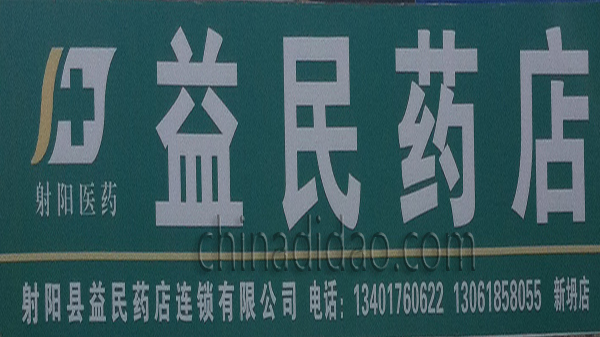 益民药店
射阳医药
chinadidao.com
射阳县益民药店连锁有限公司 电话: 13401760622 13061858055 新坍店